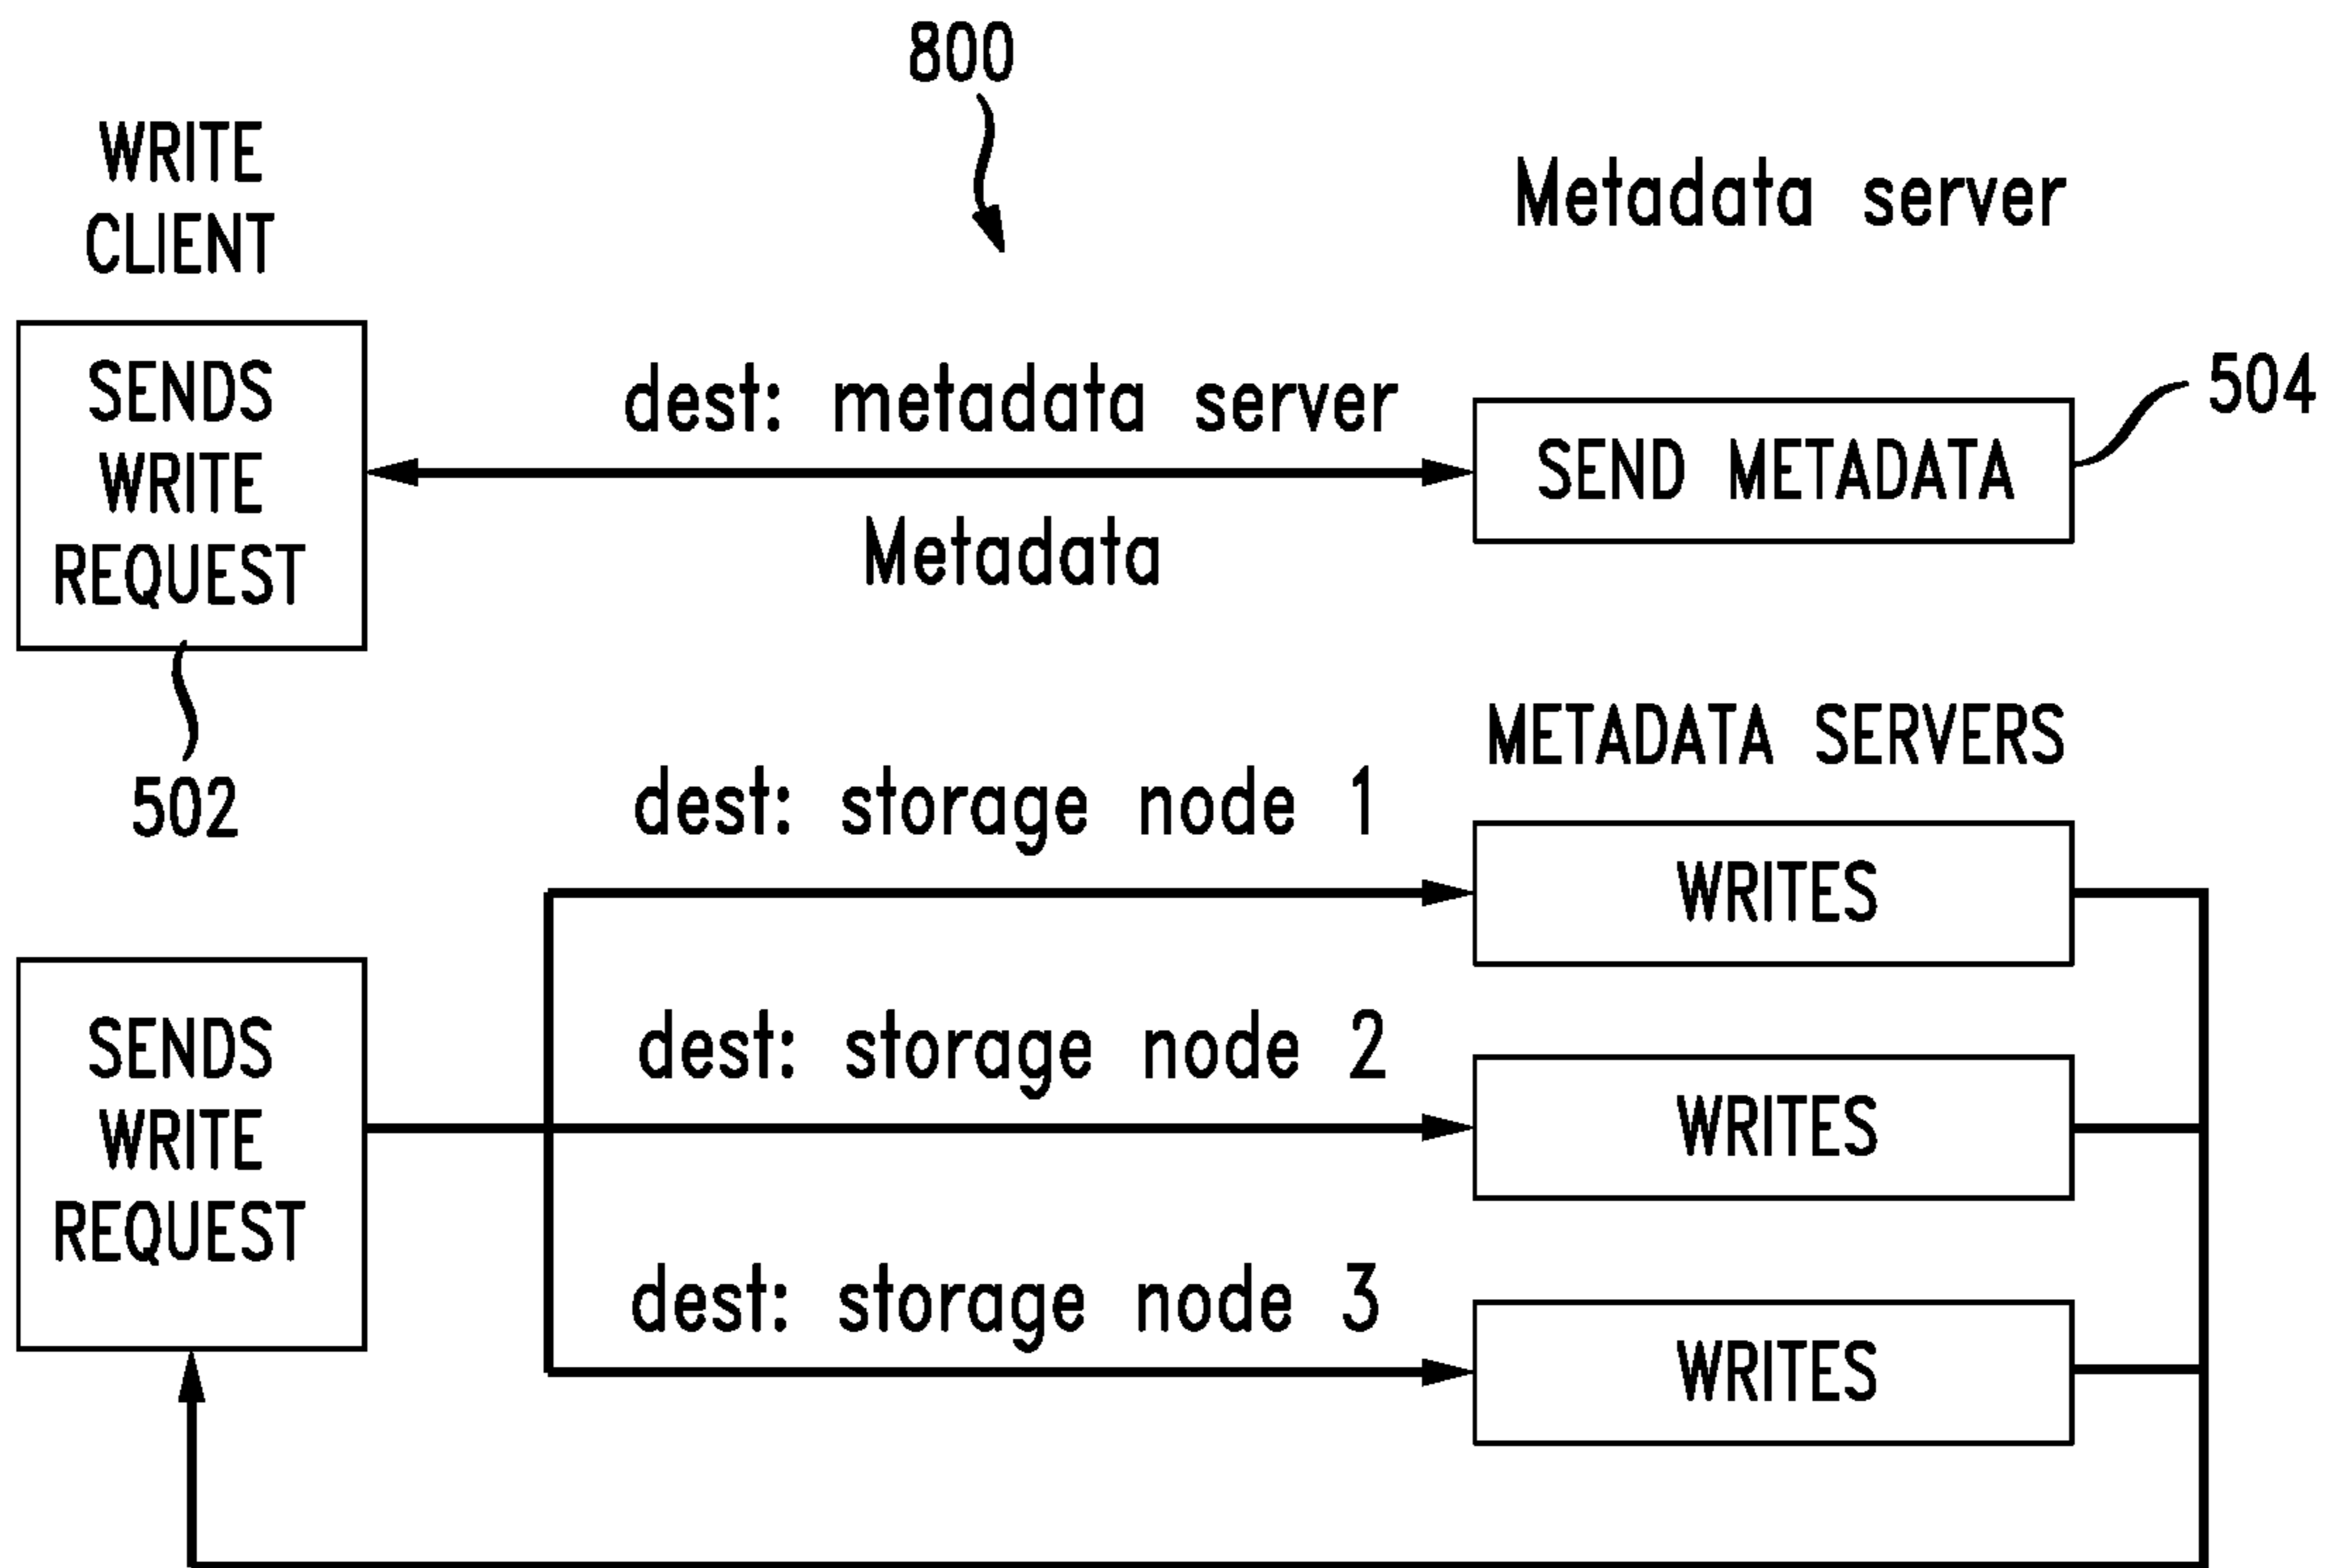 800
WRITE
CLIENT
Metadata server
SENDS
WRITE
REQUEST
dest: metadata server
Metadata
SEND METADATA
504
502
METADATA SERVERS
dest: storage node 1
WRITES
SENDS
WRITE
REQUEST
dest: storage node 2
WRITES
dest: storage node 3
WRITES